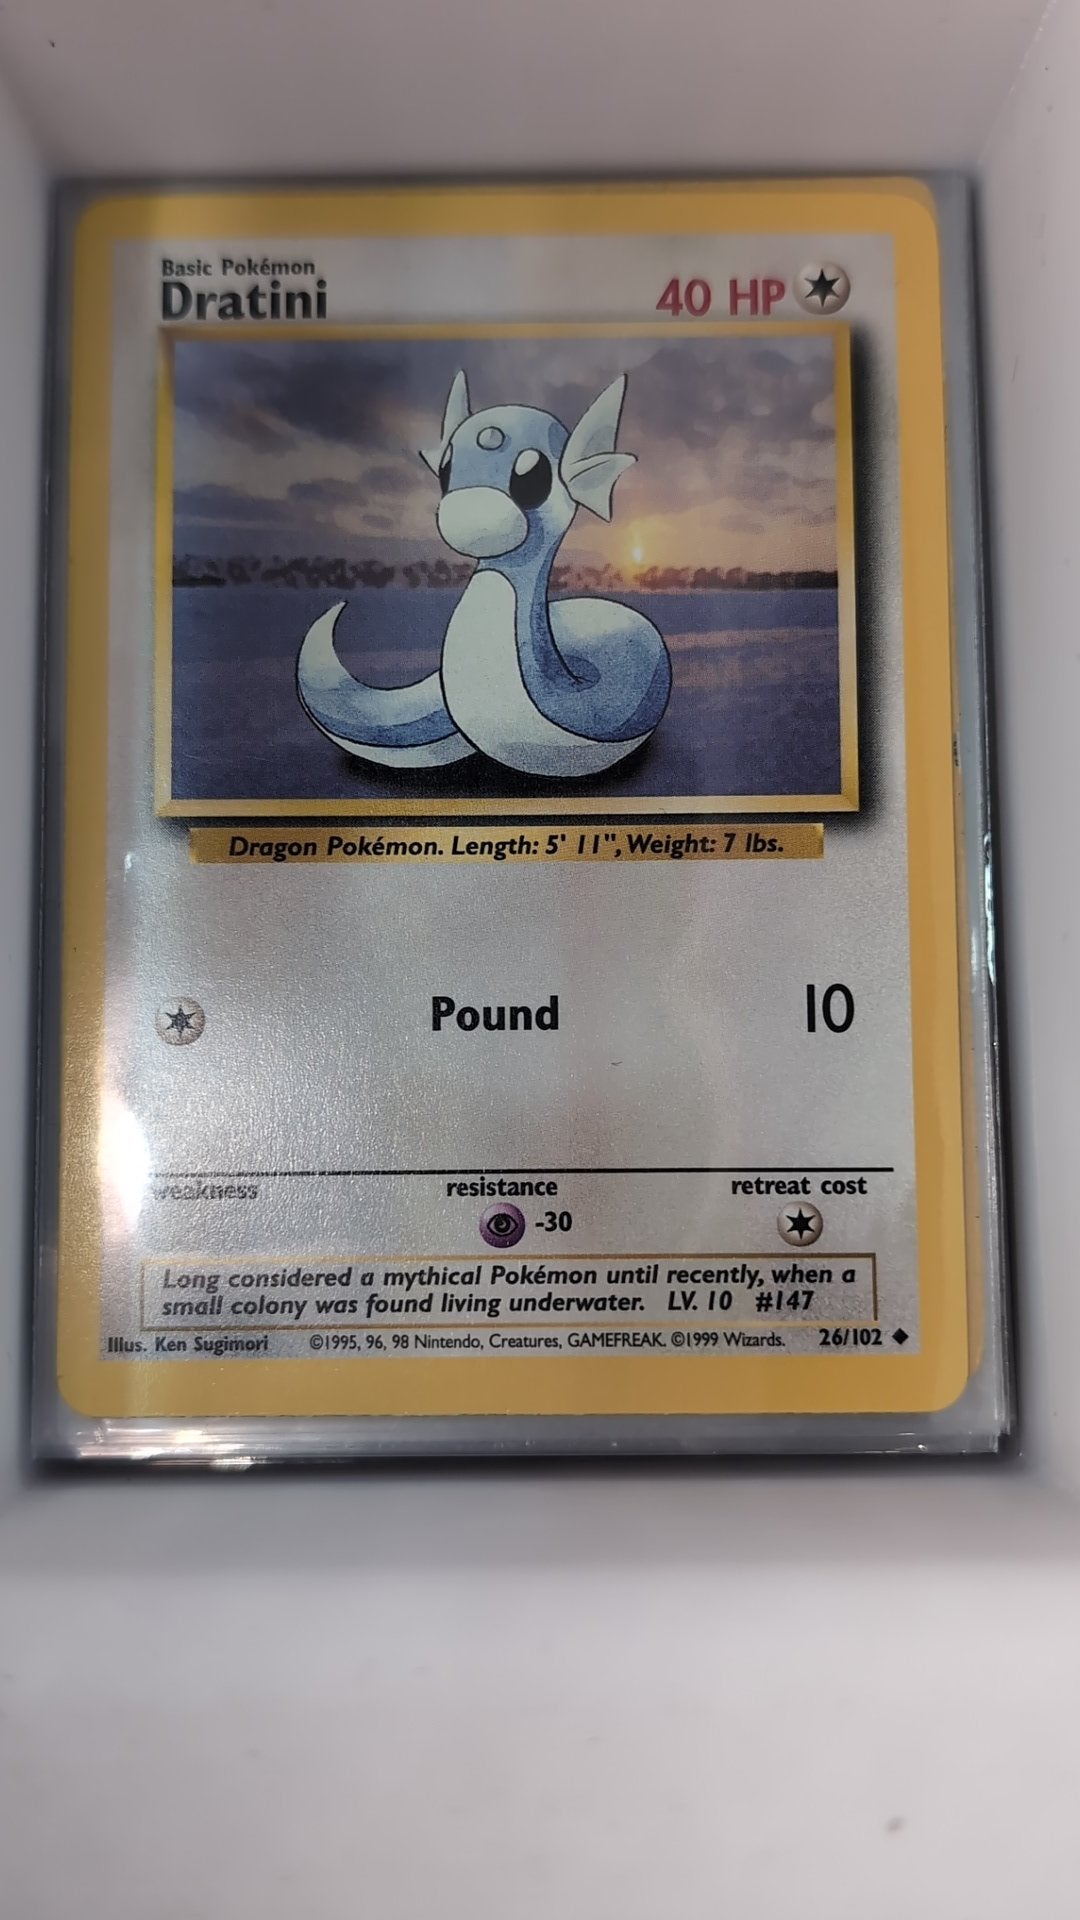 Basic Pokémon
Dratini
40 HP
Dragon Pokémon. Length: 5' 11", Weight: 7 lbs.
Pound 10
weakness resistance retreat cost
-30
Long considered a mythical Pokémon until recently, when a
small colony was found living underwater. LV. 10 #147
Illus. Ken Sugimori ©1995, 96, 98 Nintendo, Creatures, GAMEFREAK. ©1999 Wizards. 26/102